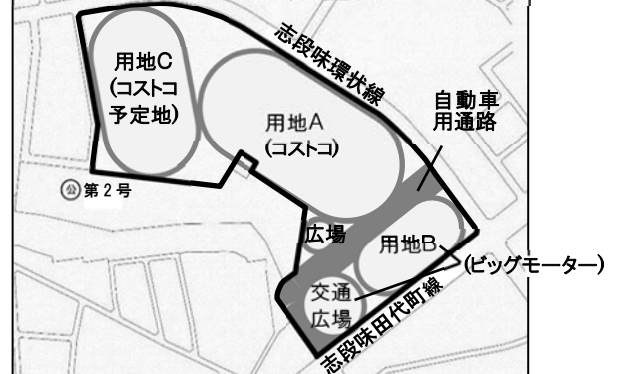 志段味環状線
用地C
(コストコ
予定地)
用地A
(コストコ)
自動車
用通路
公 第2号
広場
用地B
(ビッグモーター)
交通
広場
志段味田代町線